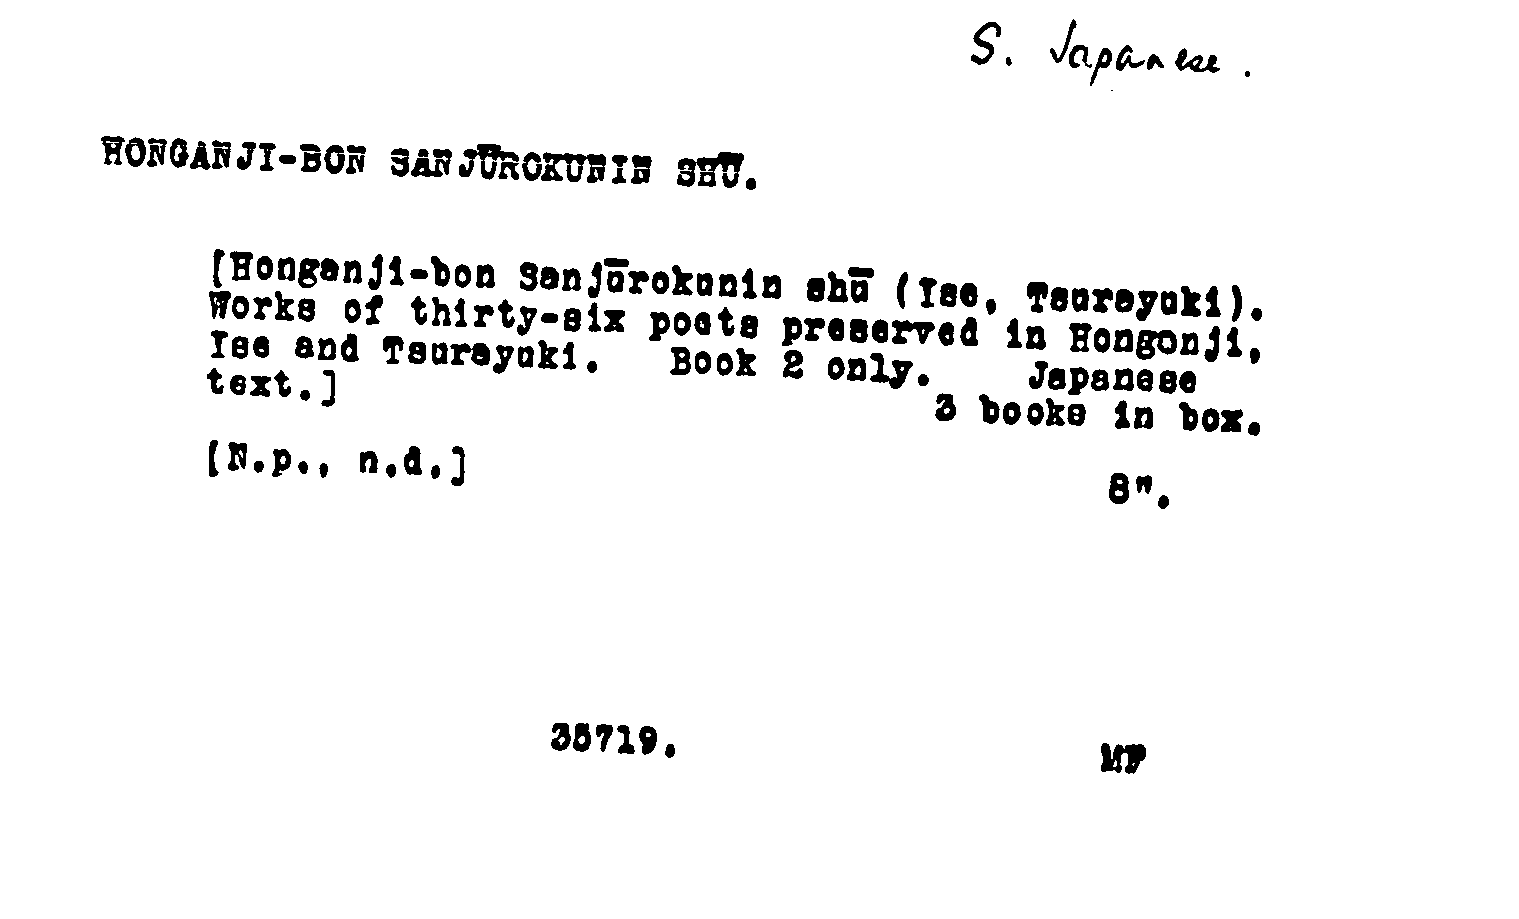 S. Japanese.
HONGANJI-BON SANJŪROKUNIN SHŪ.
[Honganji-bon Sanjūrokunin shū (Ise, Tsurayuki).
Works of thirty-six poets preserved in Hongonji,
Ise and Tsurayuki. Book 2 only. Japanese
text.] 3 books in box.
[N.p., n.d.] 8".
35719. MF